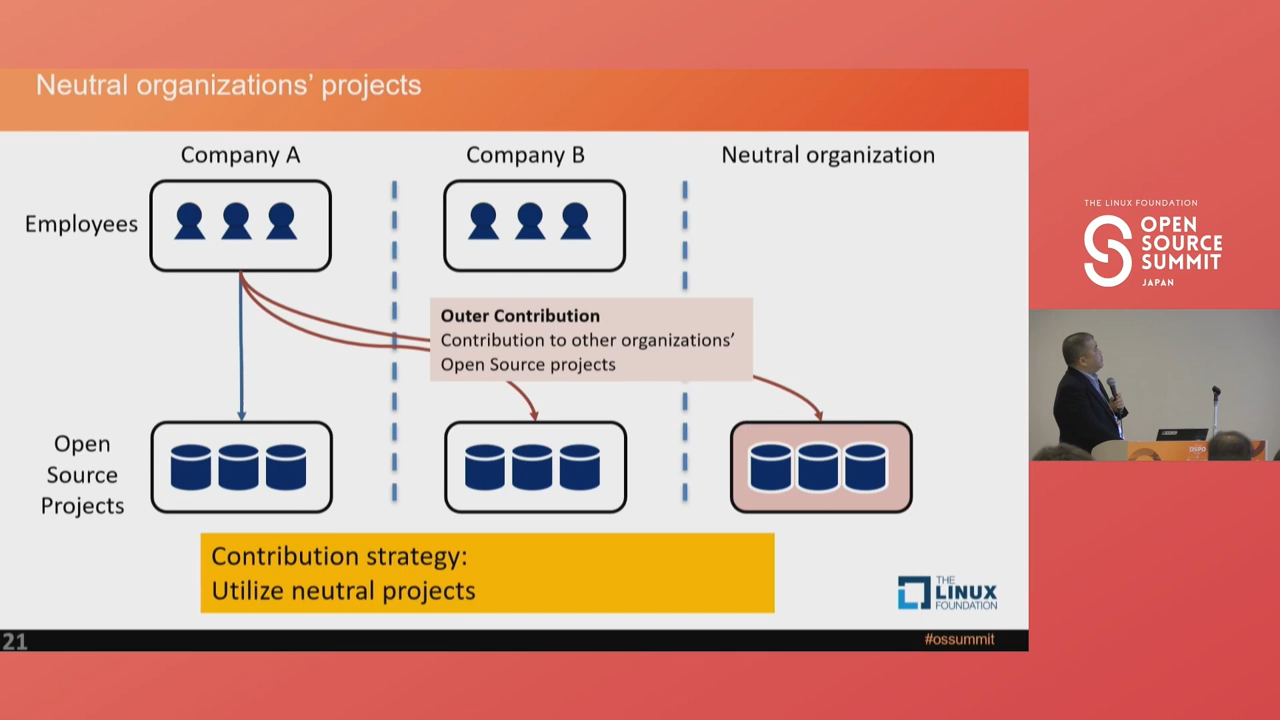 Neutral organizations’ projects
Company A
Company B
Neutral organization
Employees
Outer Contribution
Contribution to other organizations’
Open Source projects
Open
Source
Projects
Contribution strategy:
Utilize neutral projects
THE
LINUX
FOUNDATION
21
#ossummit
THE LINUX FOUNDATION
OPEN
SOURCE
SUMMIT
JAPAN
OSPO